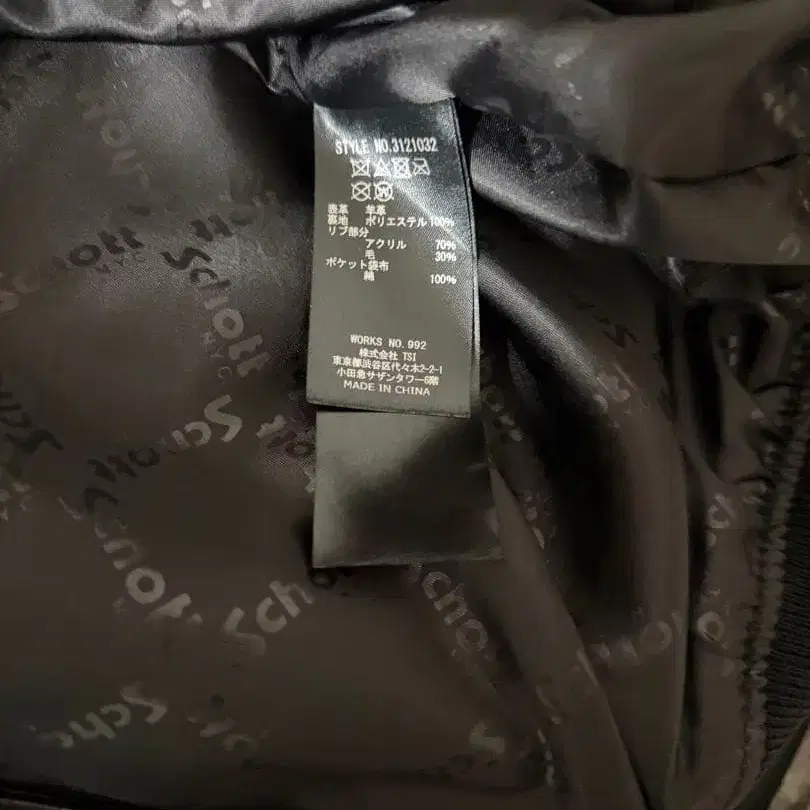 STYLE NO.3121032
表革 羊革
裏地 ポリエステル 100%
リブ部分
アクリル 70%
毛 30%
ポケット袋布
綿 100%
WORKS NO.992
株式会社 TSI
東京都渋谷区代々木2-2-1
小田急サザンタワー6階
MADE IN CHINA
Schott
NYC
Schott
Schott
Schott